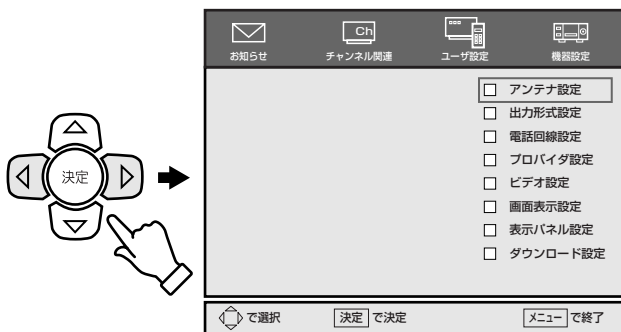 Ch
お知らせ チャンネル関連 ユーザ設定 機器設定
アンテナ設定
出力形式設定
電話回線設定
プロバイダ設定
ビデオ設定
画面表示設定
表示パネル設定
ダウンロード設定
決定
で選択 決定 で決定 メニュー で終了